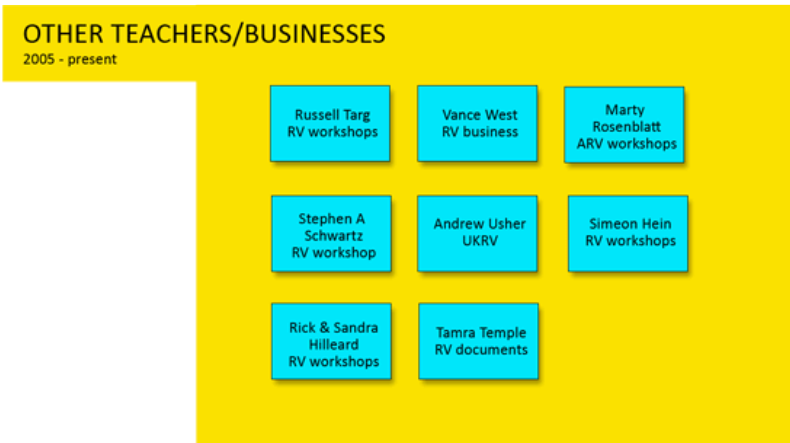 OTHER TEACHERS/BUSINESSES
2005 - present
Russell Targ
RV workshops
Vance West
RV business
Marty
Rosenblatt
ARV workshops
Stephen A
Schwartz
RV workshop
Andrew Usher
UKRV
Simeon Hein
RV workshops
Rick & Sandra
Hilleard
RV workshops
Tamra Temple
RV documents